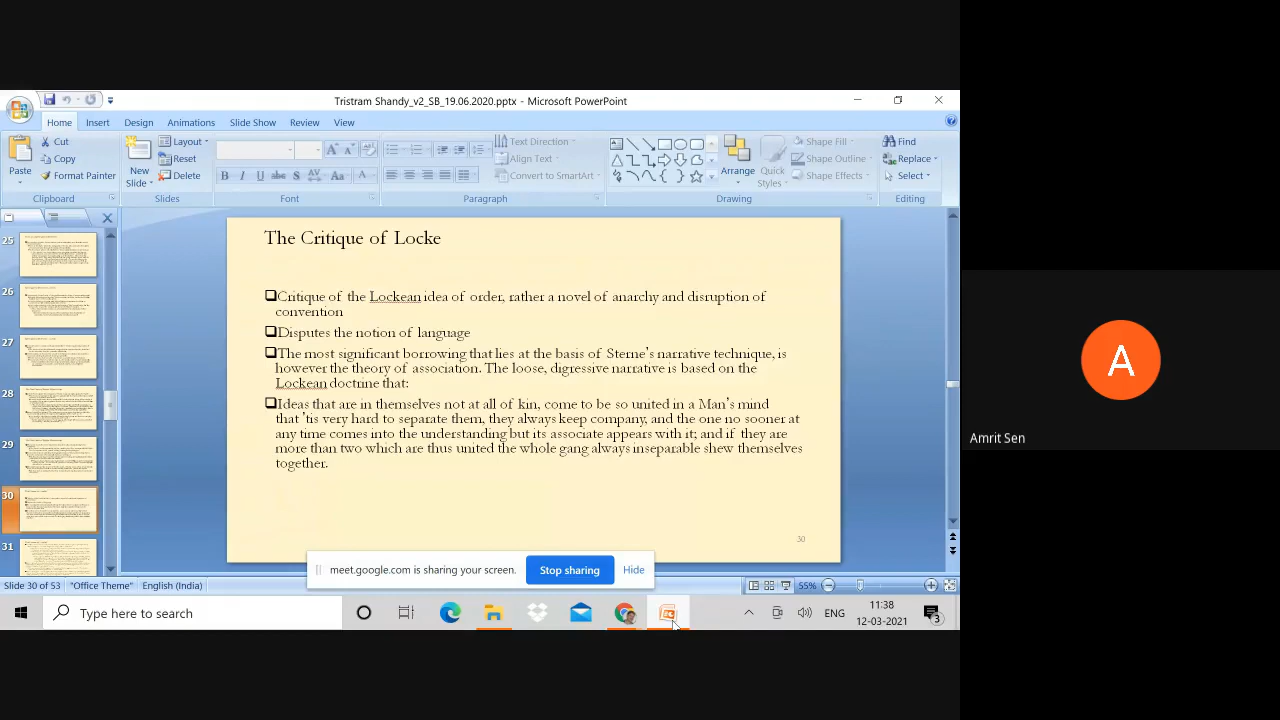 Tristram Shandy_v2_SB_19.06.2020.pptx - Microsoft PowerPoint
Home Insert Design Animations Slide Show Review View
Cut
Copy
Format Painter
Paste
Clipboard
New
Slide
Layout
Reset
Delete
Slides
B I U abc S AV Aa A
Font
Text Direction
Align Text
Convert to SmartArt
Paragraph
Arrange
Quick
Styles
Shape Fill
Shape Outline
Shape Effects
Drawing
Find
Replace
Select
Editing
25
26
27
28
29
30
31
The Critique of Locke
Critique of the Lockean idea of order, rather a novel of anarchy and disruption of
convention
Disputes the notion of language
The most significant borrowing that lies at the basis of Sterne's narrative technique, is
however the theory of association. The loose, digressive narrative is based on the
Lockean doctrine that:
Ideas that are in themselves not all of a kin, come to be so united in a Man's mind
that 'tis very hard to separate them, they always keep company, and the one no sooner at
any time comes into the understanding but its associate appears with it; and if they are
more than two which are thus united the whole gang always inseparable shew themselves
together.
30
meet.google.com is sharing your screen. Stop sharing Hide
Slide 30 of 53 "Office Theme" English (India) 55%
Type here to search
ENG
11:38
12-03-2021
3
A
Amrit Sen